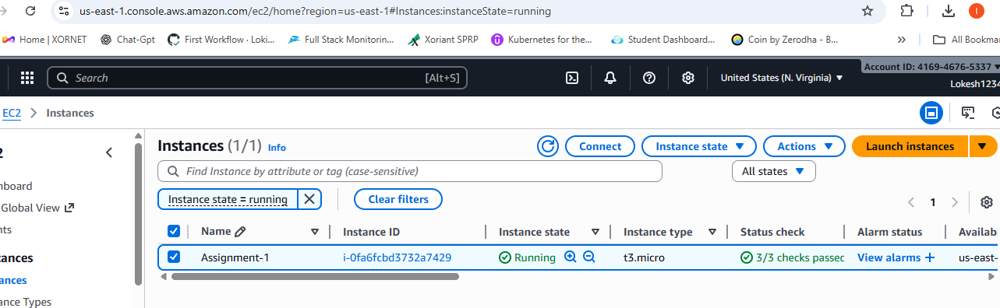 us-east-1.console.aws.amazon.com/ec2/home?region=us-east-1#Instances:instanceState=running
Home | XORNET Chat-Gpt First Workflow · Loki... Full Stack Monitorin... Xoriant SPRP Kubernetes for the... Student Dashboard... Coin by Zerodha - B... » All Bookmar
Search [Alt+S] United States (N. Virginia) Account ID: 4169-4676-5337
Lokesh1234
EC2 Instances
Instances (1/1) Info Connect Instance state Actions Launch instances
2
Find Instance by attribute or tag (case-sensitive) All states
hboard
Instance state = running Clear filters
Global View 1
nts
Name Instance ID Instance state Instance type Status check Alarm status Availabi
tances Assignment-1 i-0fa6fcbd3732a7429 Running t3.micro 3/3 checks passed View alarms + us-east-
ances
ance Types